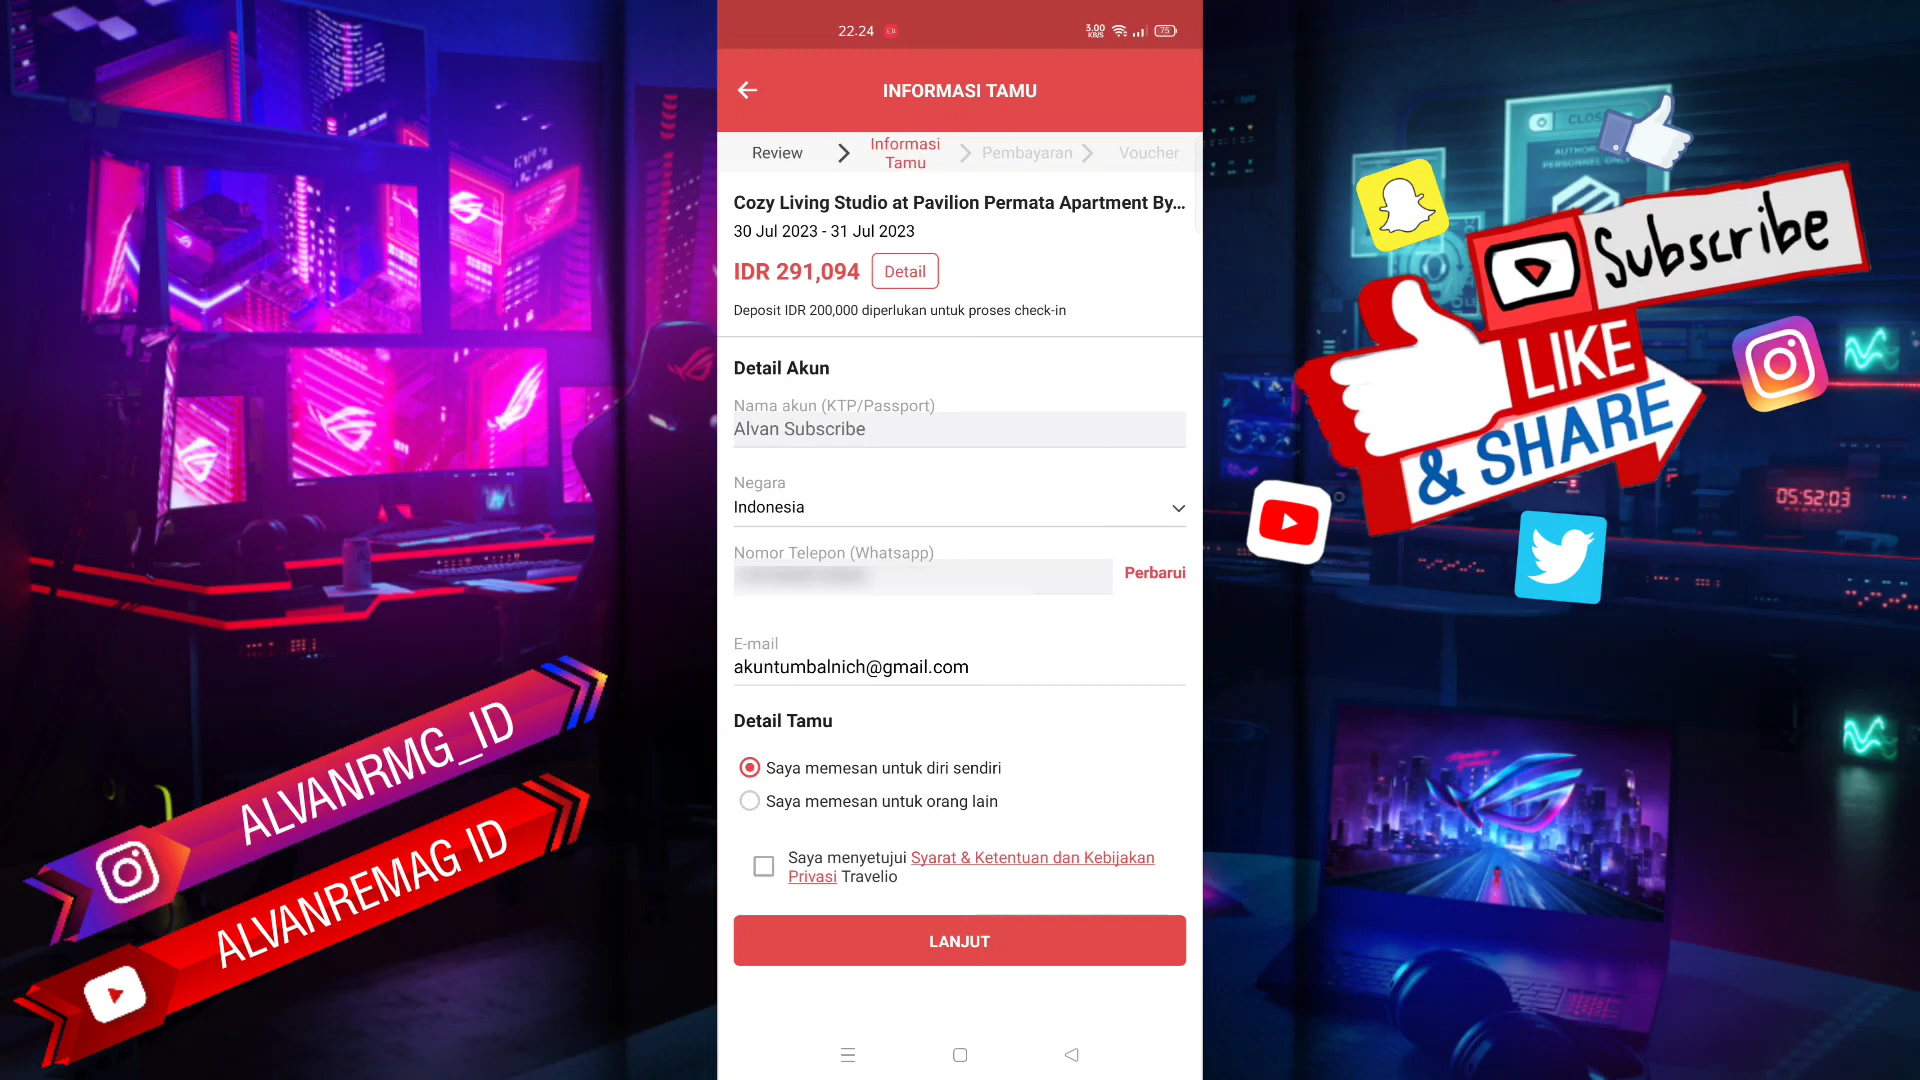 22.24
3.00
KB/S
75
INFORMASI TAMU
Review
Informasi
Tamu
Pembayaran
Voucher
Cozy Living Studio at Pavilion Permata Apartment By...
30 Jul 2023 - 31 Jul 2023
IDR 291,094
Detail
Deposit IDR 200,000 diperlukan untuk proses check-in
Detail Akun
Nama akun (KTP/Passport)
Alvan Subscribe
Negara
Indonesia
Nomor Telepon (Whatsapp)
Perbarui
E-mail
akuntumbalnich@gmail.com
Detail Tamu
Saya memesan untuk diri sendiri
Saya memesan untuk orang lain
Saya menyetujui Syarat & Ketentuan dan Kebijakan
Privasi Travelio
LANJUT
ALVANRMG_ID
ALVANREMAG ID
Subscribe
LIKE
& SHARE
05:52:03